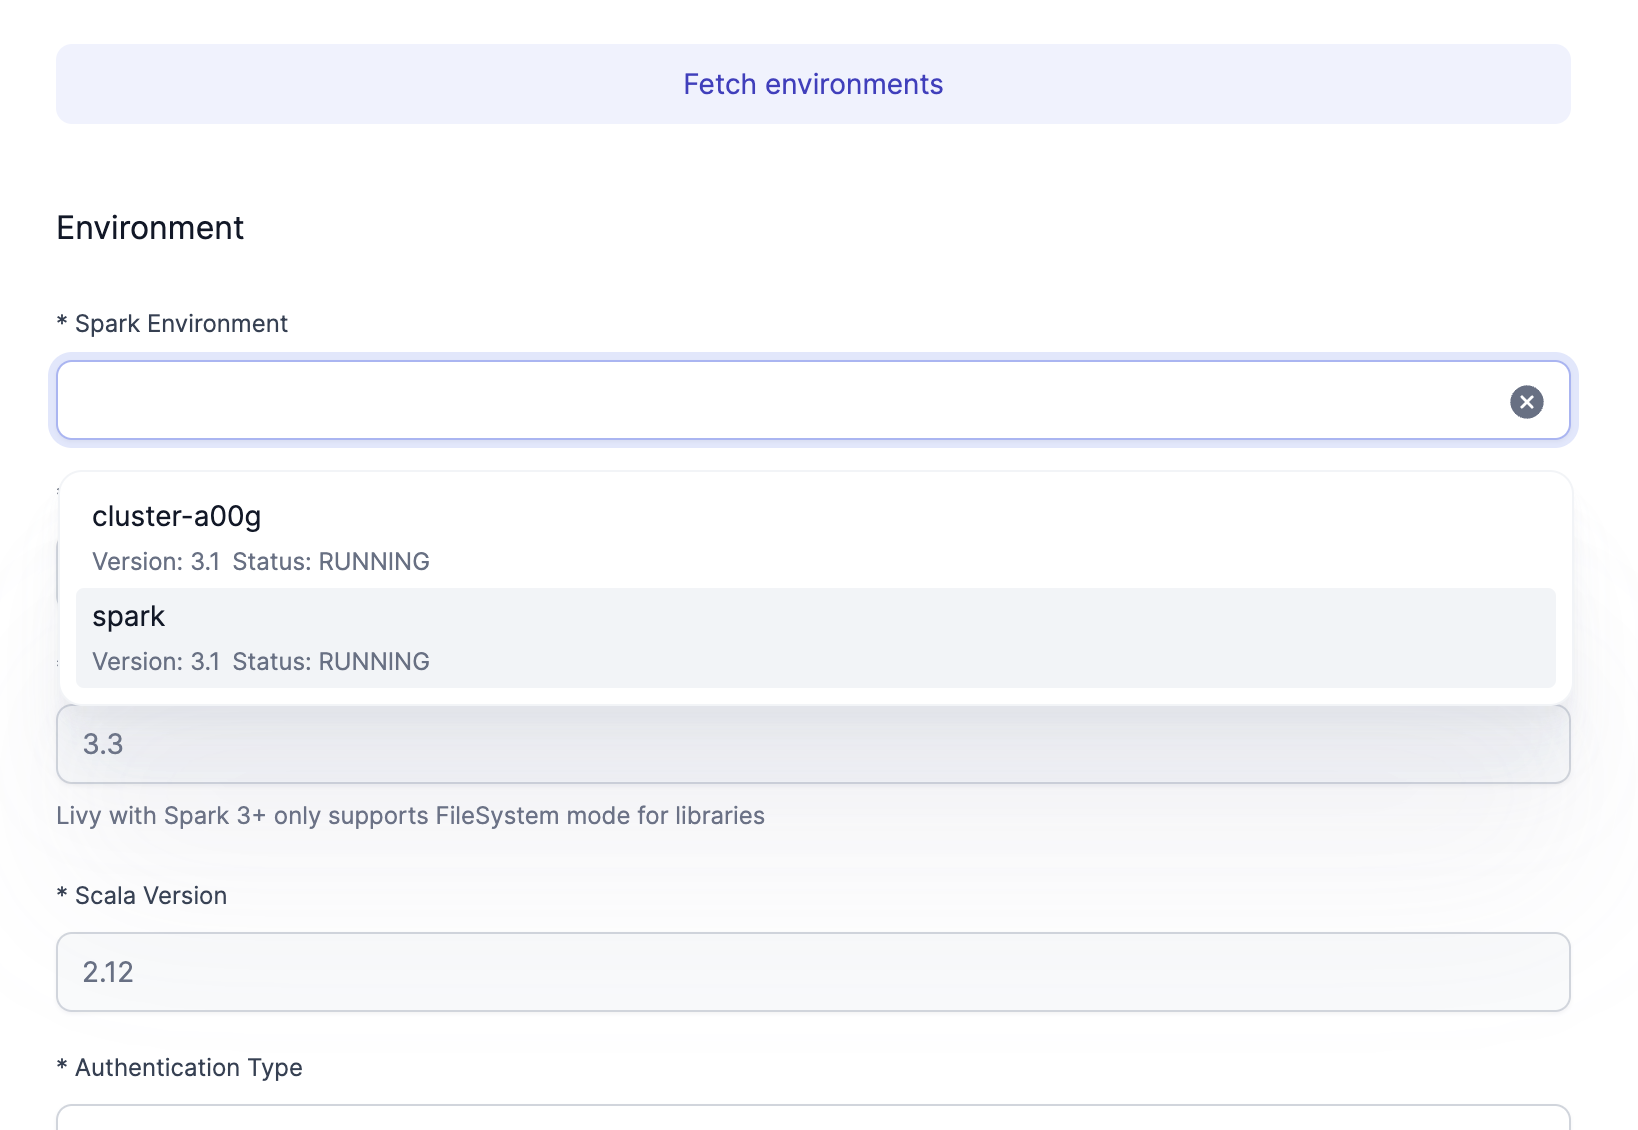 Fetch environments
Environment
* Spark Environment
cluster-a00g
Version: 3.1 Status: RUNNING
spark
Version: 3.1 Status: RUNNING
3.3
Livy with Spark 3+ only supports FileSystem mode for libraries
* Scala Version
2.12
* Authentication Type